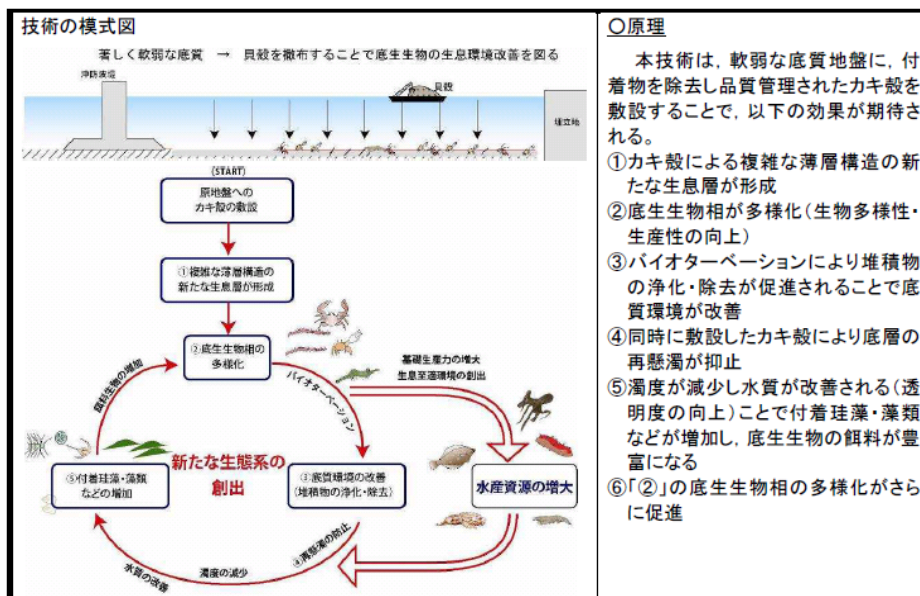 技術の模式図
著しく軟弱な底質 → 貝殻を撒布することで底生生物の生息環境改善を図る
沖防波堤
貝殻
埋立地
(START)
原地盤への
カキ殻の敷設
①複雑な薄層構造の
新たな生息層が形成
②底生生物相の
多様化
バイオターベーション
基礎生産力の増大
生息至適環境の創出
餌料生物の増加
新たな生態系の
創出
③底質環境の改善
(堆積物の浄化・除去)
水産資源の増大
⑤付着珪藻・藻類
などの増加
④再懸濁の防止
濁度の減少
水質の改善
〇原理
本技術は，軟弱な底質地盤に，付
着物を除去し品質管理されたカキ殻を
敷設することで，以下の効果が期待さ
れる。
①カキ殻による複雑な薄層構造の新
たな生息層が形成
②底生生物相が多様化（生物多様性・
生産性の向上）
③バイオターベーションにより堆積物
の浄化・除去が促進されることで底
質環境が改善
④同時に敷設したカキ殻により底層の
再懸濁が抑止
⑤濁度が減少し水質が改善される（透
明度の向上）ことで付着珪藻・藻類
などが増加し，底生生物の餌料が豊
富になる
⑥「②」の底生生物相の多様化がさら
に促進